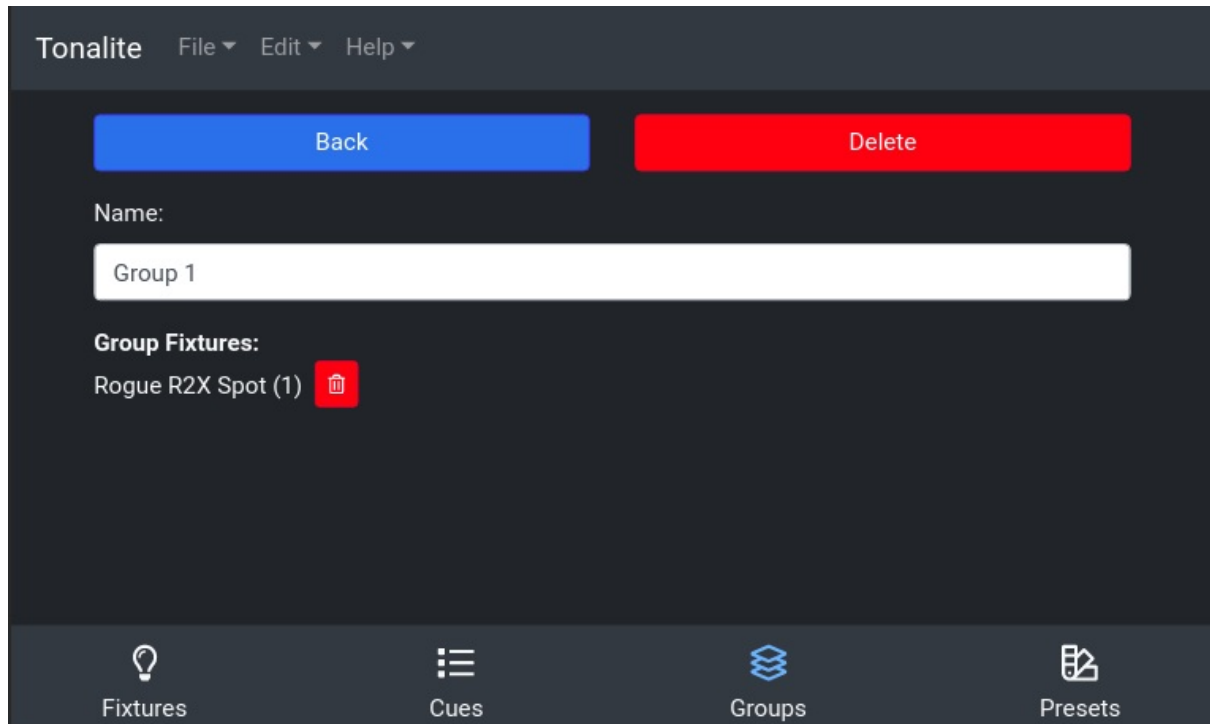 Tonalite File Edit Help
Back Delete
Name:
Group 1
Group Fixtures:
Rogue R2X Spot (1)
Fixtures Cues Groups Presets